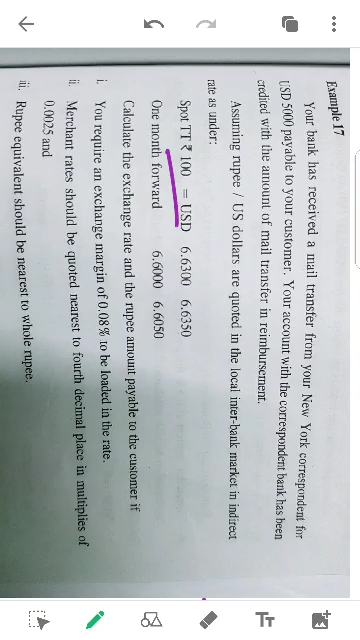 Example 17
Your bank has received a mail transfer from your New York correspondent for
USD 5000 payable to your customer. Your account with the correspondent bank has been
credited with the amount of mail transfer in reimbursement.
Assuming rupee / US dollars are quoted in the local inter-bank market in indirect
rate as under:
Spot TT ₹ 100 = USD 6.6300 6.6350
One month forward 6.6000 6.6050
Calculate the exchange rate and the rupee amount payable to the customer if
i. You require an exchange margin of 0.08% to be loaded in the rate.
ii. Merchant rates should be quoted nearest to fourth decimal place in multiplies of
0.0025 and
iii. Rupee equivalent should be nearest to whole rupee.
TT